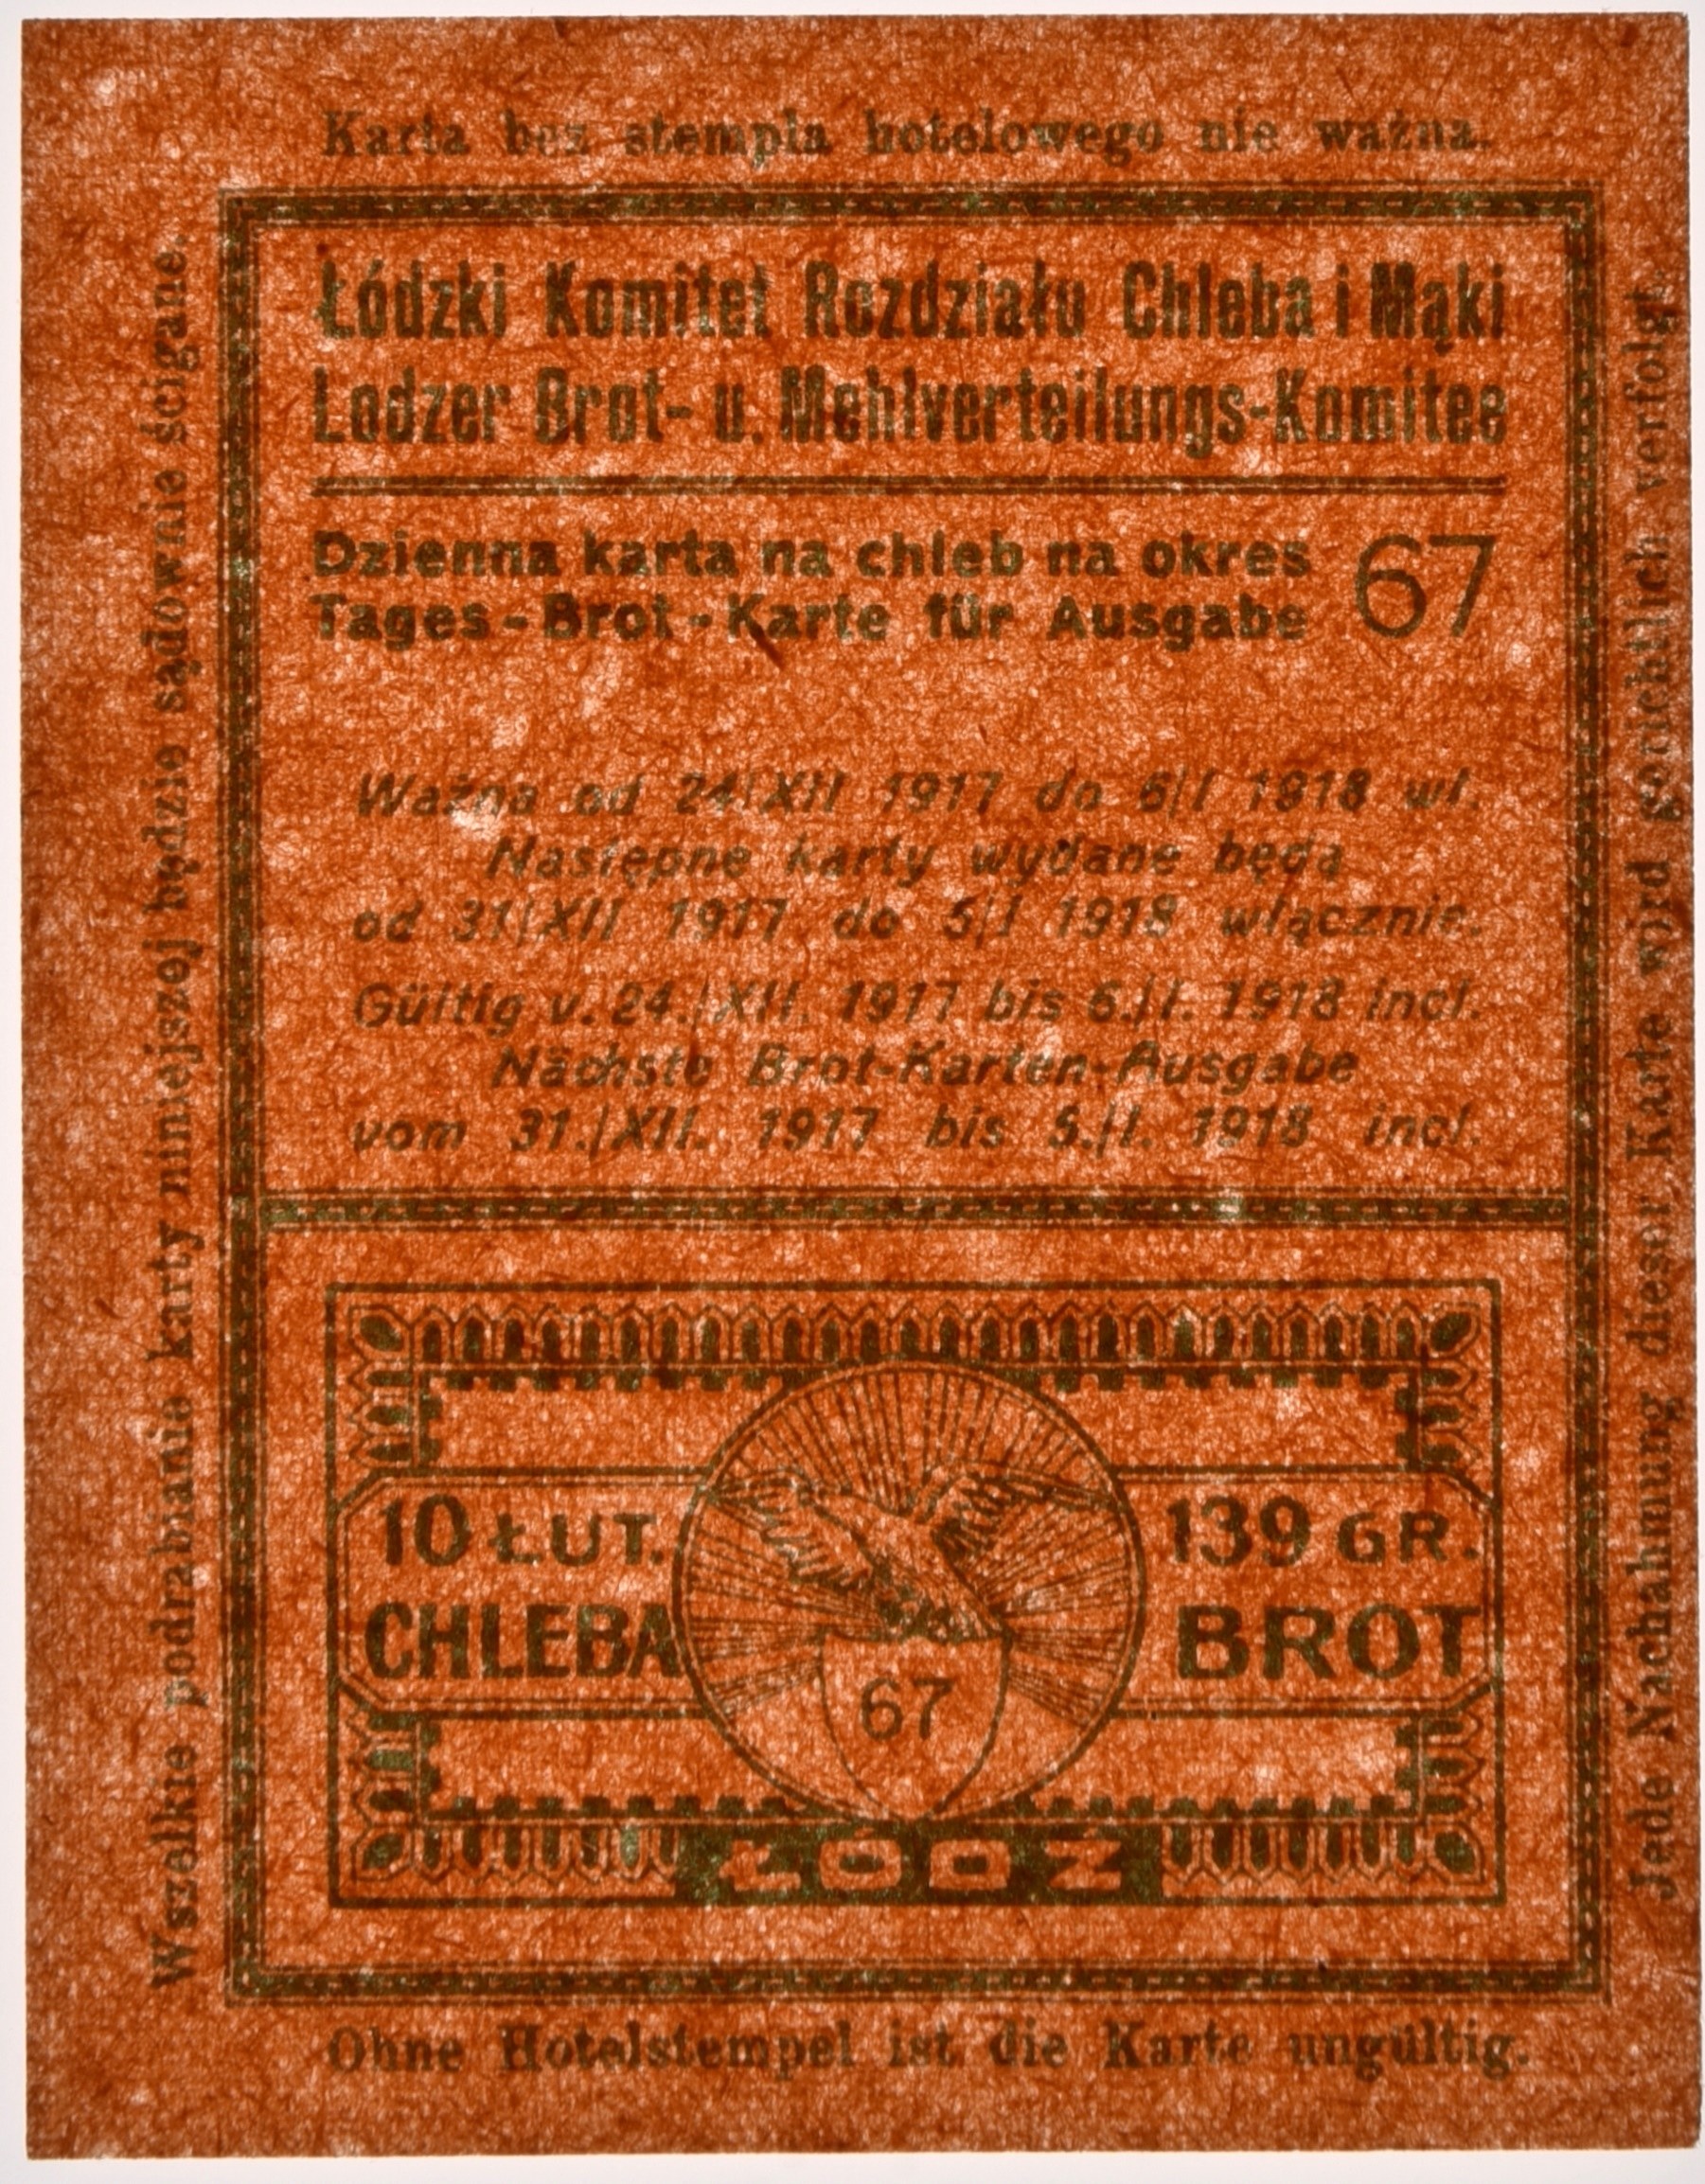 Karta bez stempla hotelowego nie ważna.
Łódzki Komitet Rozdziału Chleba i Mąki
Lodzer Brot- u. Mehlverteilungs-Komitee
Dzienna karta na chleb na okres 67
Tages-Brot-Karte für Ausgabe
Ważna od 24|XII 1917 do 6|I 1918 wł.
Następne karty wydane będą
od 31|XII 1917 do 5|I 1918 włącznie.
Gültig v. 24.|XII. 1917 bis 6.|I. 1918 incl.
Nächste Brot-Karten-Ausgabe
vom 31.|XII. 1917 bis 5.|I. 1918 incl.
10 ŁUT. CHLEBA
67
139 GR. BROT
ŁÓDŹ
Ohne Hotelstempel ist die Karte ungültig.
Wszelkie podrabianie karty niniejszej będzie sądownie ścigane.
Jede Nachahmung dieser Karte wird gerichtlich verfolgt.